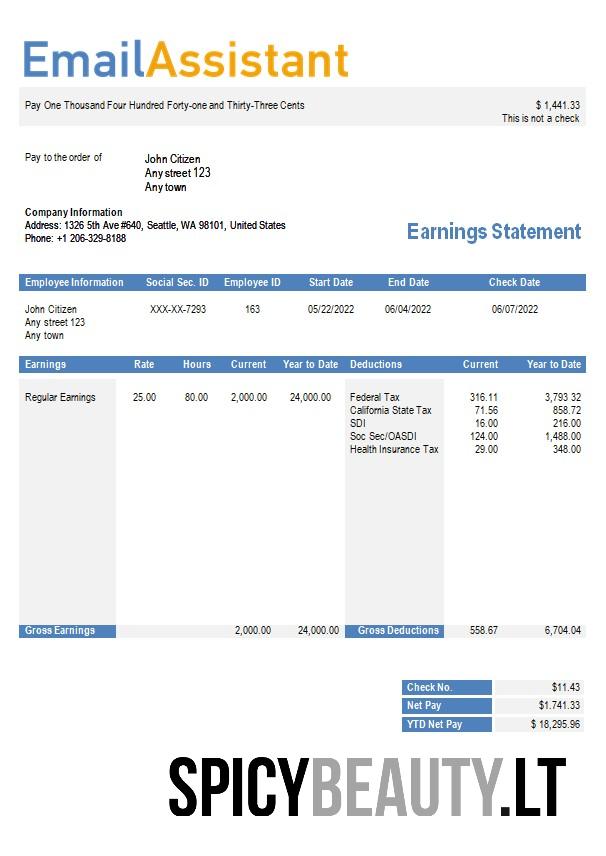 EmailAssistant
Pay One Thousand Four Hundred Forty-one and Thirty-Three Cents $ 1,441.33
This is not a check
Pay to the order of John Citizen
Any street 123
Any town
Company Information
Address: 1326 5th Ave #640, Seattle, WA 98101, United States
Phone: +1 206-329-8188
Earnings Statement
Employee Information Social Sec. ID Employee ID Start Date End Date Check Date
John Citizen XXX-XX-7293 163 05/22/2022 06/04/2022 06/07/2022
Any street 123
Any town
Earnings Rate Hours Current Year to Date Deductions Current Year to Date
Regular Earnings 25.00 80.00 2,000.00 24,000.00 Federal Tax 316.11 3,793 32
California State Tax 71.56 858.72
SDI 16.00 216.00
Soc Sec/OASDI 124.00 1,488.00
Health Insurance Tax 29.00 348.00
Gross Earnings 2,000.00 24,000.00 Gross Deductions 558.67 6,704.04
Check No. $11.43
Net Pay $1.741.33
YTD Net Pay $ 18,295.96
SPICYBEAUTY.LT